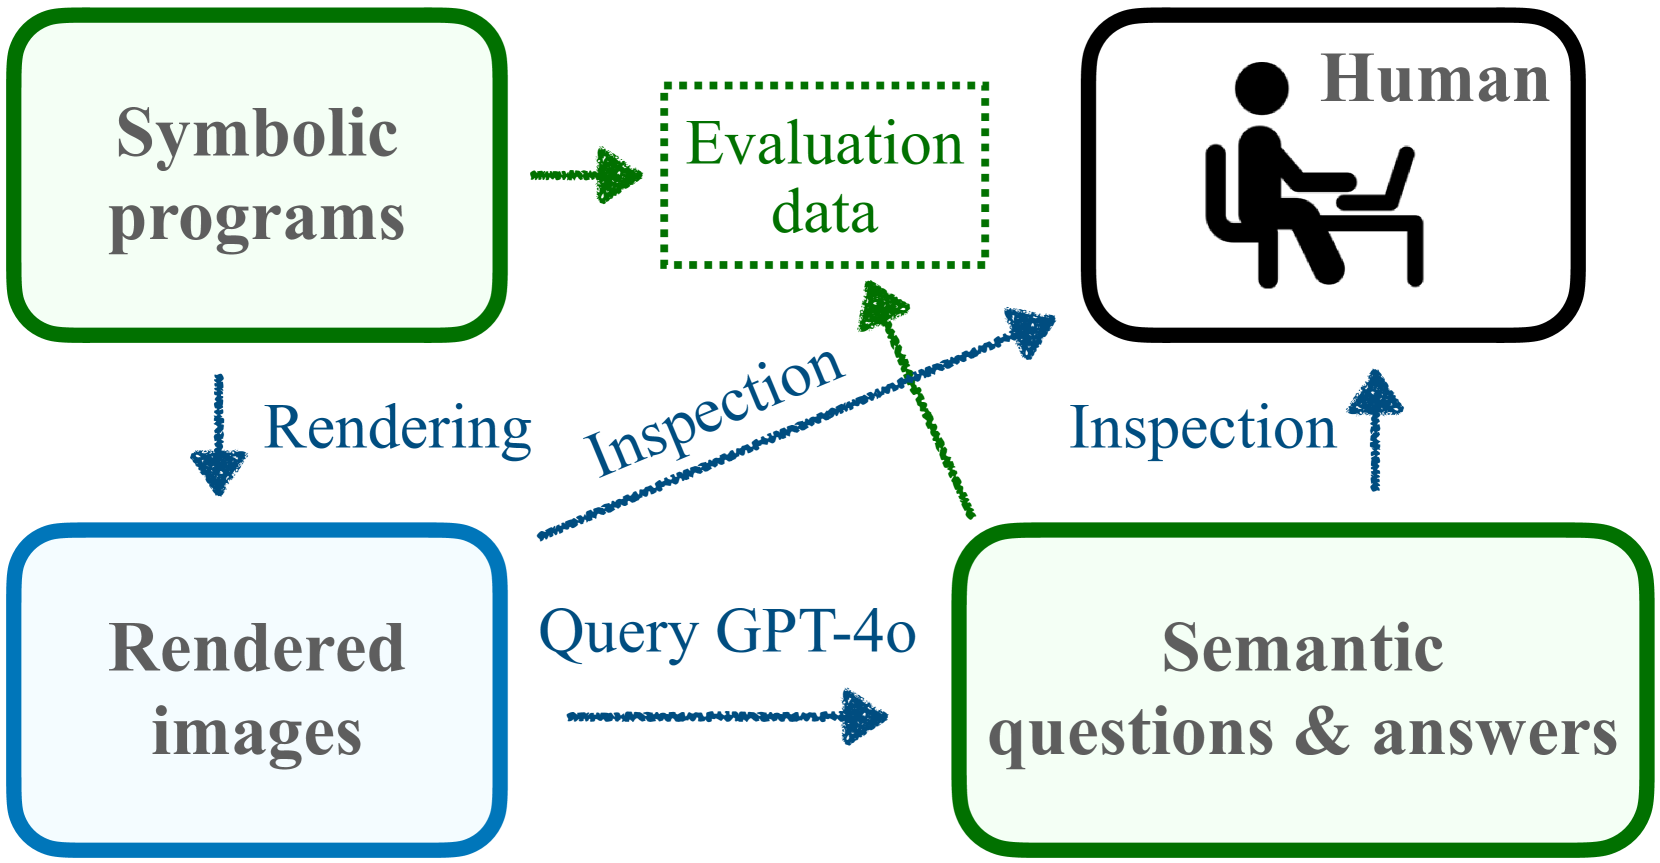 Symbolic
programs
Evaluation
data
Human
Rendering
Inspection
Inspection
Rendered
images
Query GPT-4o
Semantic
questions & answers